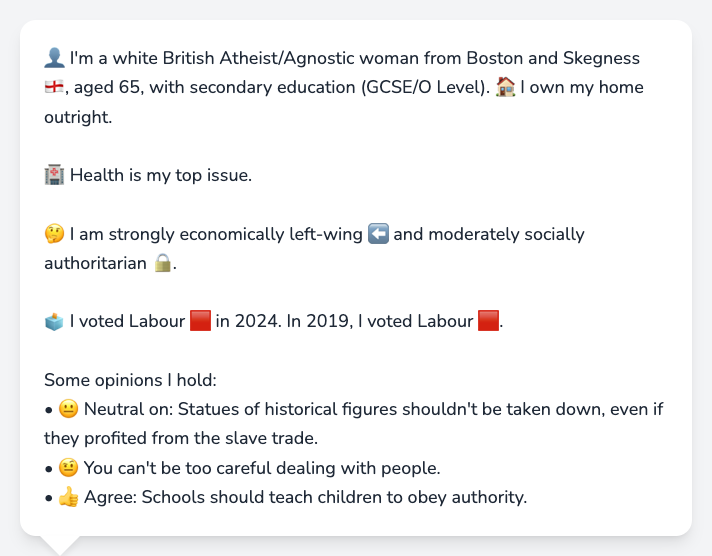 👤 I'm a white British Atheist/Agnostic woman from Boston and Skegness
🏴󠁧󠁢󠁥󠁮󠁧󠁿, aged 65, with secondary education (GCSE/O Level). 🏠 I own my home
outright.
🏥 Health is my top issue.
🤔 I am strongly economically left-wing ⬅️ and moderately socially
authoritarian 🔒.
🗳️ I voted Labour 🟥 in 2024. In 2019, I voted Labour 🟥.
Some opinions I hold:
• 😐 Neutral on: Statues of historical figures shouldn't be taken down, even if
they profited from the slave trade.
• 🤨 You can't be too careful dealing with people.
• 👍 Agree: Schools should teach children to obey authority.